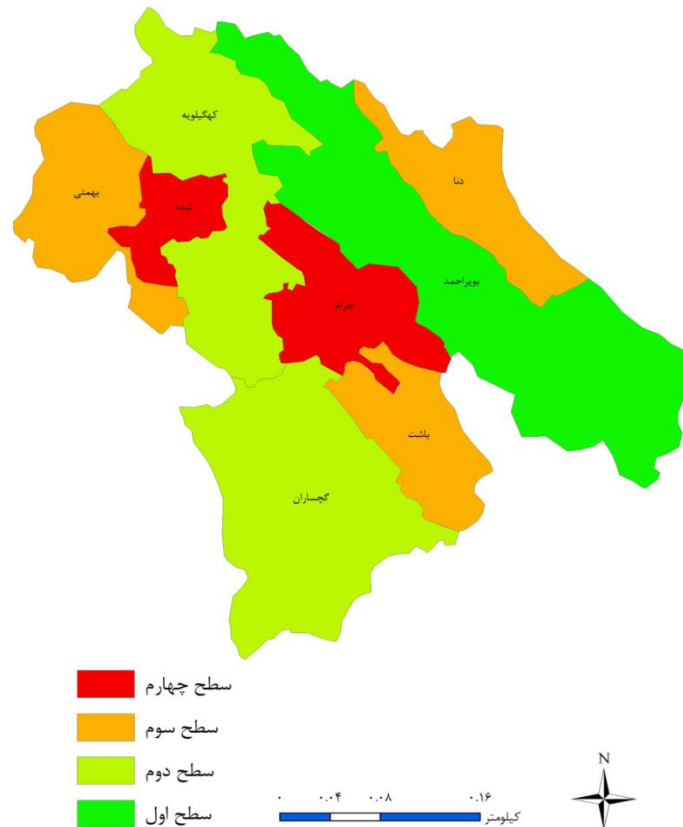 کهگیلویه
دنا
بهمئی
لنده
بویراحمد
چرام
باشت
گچساران
سطح چهارم
سطح سوم
سطح دوم
سطح اول
۰ ۰.۰۴ ۰.۰۸ ۰.۱۶
کیلومتر
N